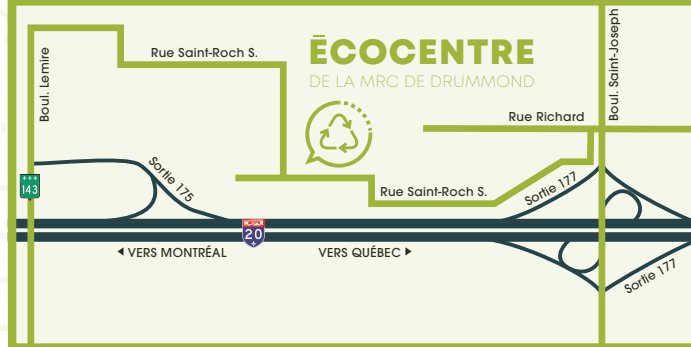 ĒCOCENTRE
DE LA MRC DE DRUMMOND
Boul. Lemire
Rue Saint-Roch S.
Boul. Saint-Joseph
Rue Richard
Sortie 175
143
Rue Saint-Roch S.
Sortie 177
20
VERS MONTRÉAL
VERS QUÉBEC
Sortie 177